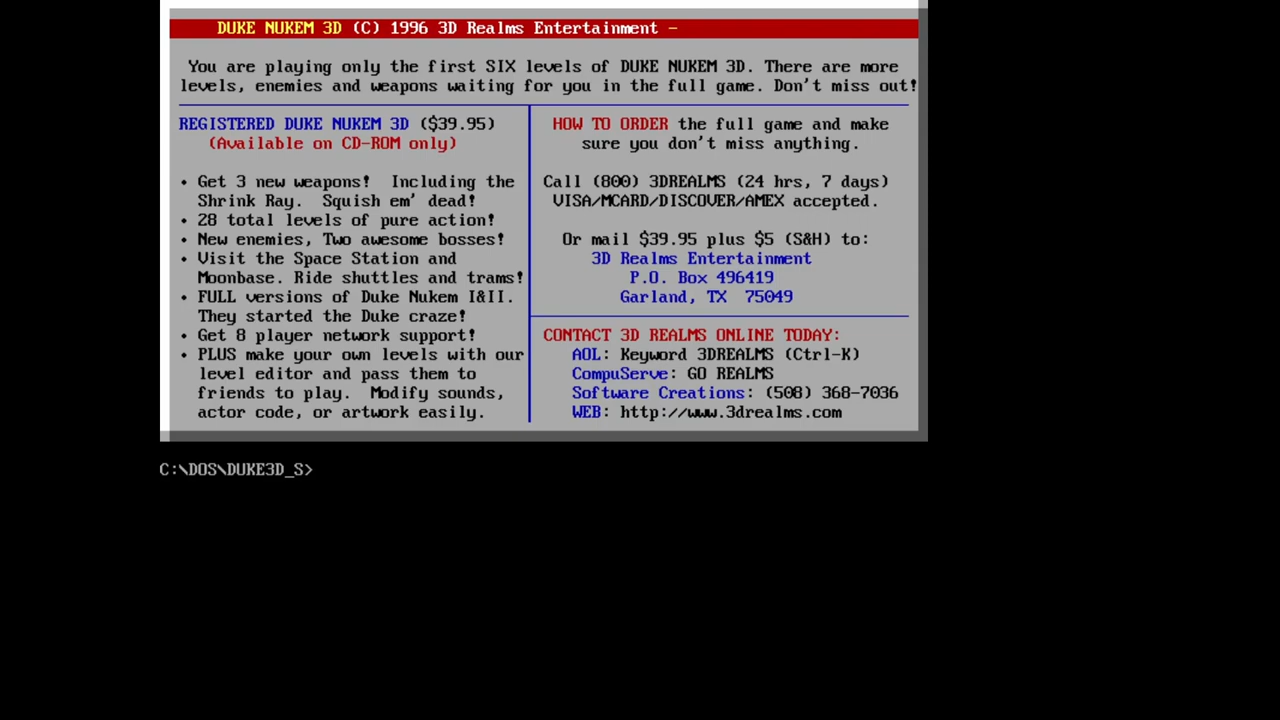 DUKE NUKEM 3D (C) 1996 3D Realms Entertainment -
You are playing only the first SIX levels of DUKE NUKEM 3D. There are more
levels, enemies and weapons waiting for you in the full game. Don't miss out!
REGISTERED DUKE NUKEM 3D ($39.95)
(Available on CD-ROM only)
• Get 3 new weapons! Including the
Shrink Ray. Squish em' dead!
• 28 total levels of pure action!
• New enemies, Two awesome bosses!
• Visit the Space Station and
Moonbase. Ride shuttles and trams!
• FULL versions of Duke Nukem I&II.
They started the Duke craze!
• Get 8 player network support!
• PLUS make your own levels with our
level editor and pass them to
friends to play. Modify sounds,
actor code, or artwork easily.
HOW TO ORDER the full game and make
sure you don't miss anything.
Call (800) 3DREALMS (24 hrs, 7 days)
VISA/MCARD/DISCOVER/AMEX accepted.
Or mail $39.95 plus $5 (S&H) to:
3D Realms Entertainment
P.O. Box 496419
Garland, TX 75049
CONTACT 3D REALMS ONLINE TODAY:
AOL: Keyword 3DREALMS (Ctrl-K)
CompuServe: GO REALMS
Software Creations: (508) 368-7036
WEB: http://www.3drealms.com
C:\DOS\DUKE3D_S>